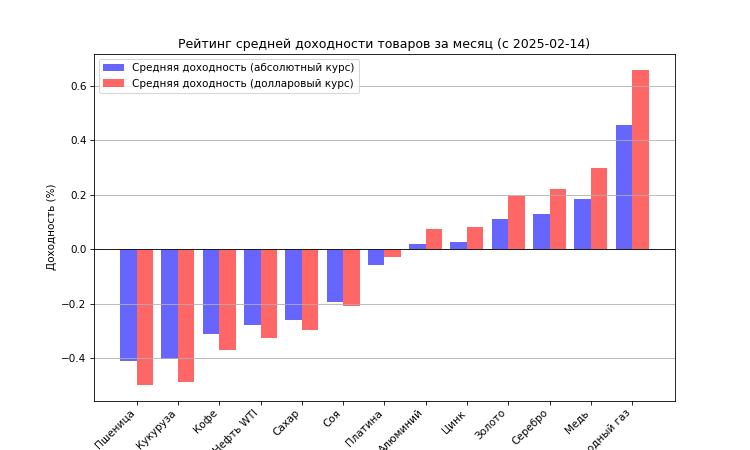 Рейтинг средней доходности товаров за месяц (с 2025-02-14)
Средняя доходность (абсолютный курс)
Средняя доходность (долларовый курс)
Доходность (%)
0.6
0.4
0.2
0.0
−0.2
−0.4
Пшеница
Кукуруза
Кофе
Нефть WTI
Сахар
Соя
Платина
Алюминий
Цинк
Золото
Серебро
Медь
газ